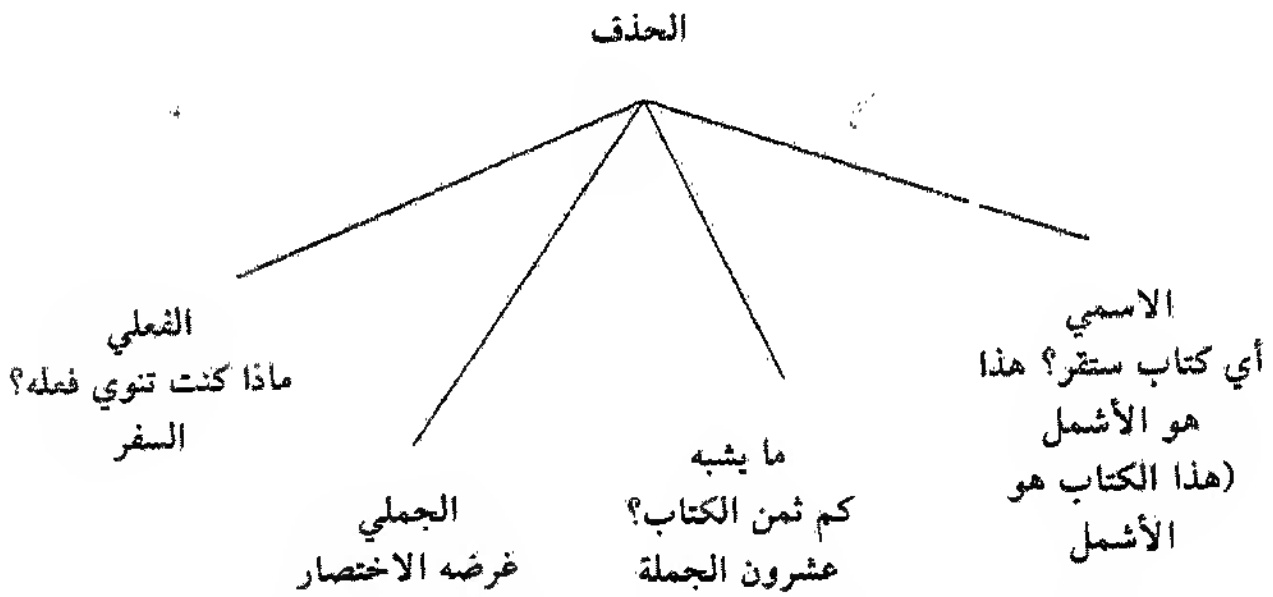 الحذف
الاسمي
أي كتاب ستقر؟ هذا
هو الأشمل
(هذا الكتاب هو
الأشمل
ما يشبه
كم ثمن الكتاب؟
عشرون الجملة
الجملي
غرضه الاختصار
الفعلي
ماذا كنت تنوي فعله؟
السفر